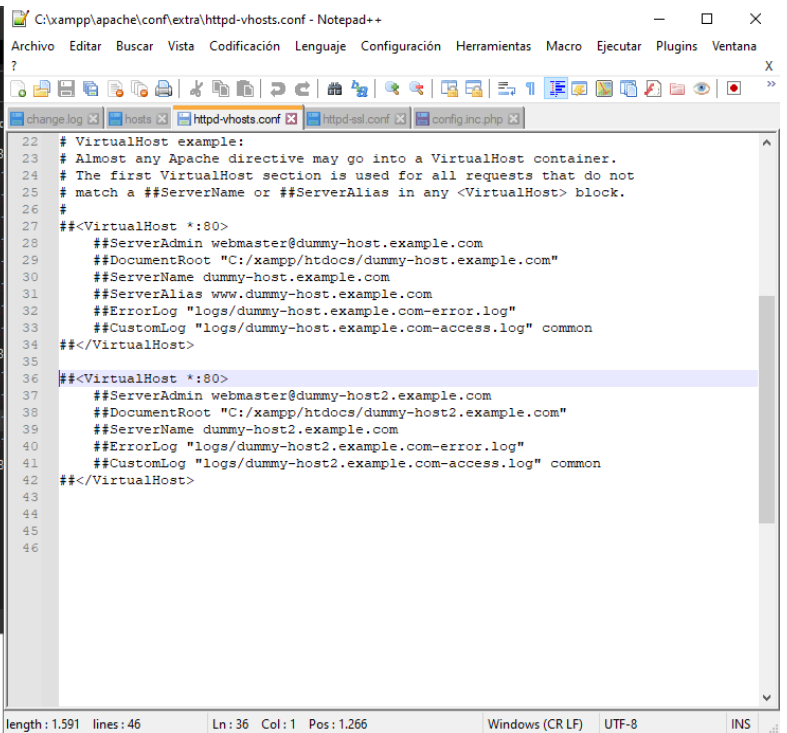 C:\xampp\apache\conf\extra\httpd-vhosts.conf - Notepad++
Archivo Editar Buscar Vista Codificación Lenguaje Configuración Herramientas Macro Ejecutar Plugins Ventana
? X
change.log hosts httpd-vhosts.conf httpd-ssl.conf config.inc.php
22 # VirtualHost example:
23 # Almost any Apache directive may go into a VirtualHost container.
24 # The first VirtualHost section is used for all requests that do not
25 # match a ##ServerName or ##ServerAlias in any <VirtualHost> block.
26 #
27 ##<VirtualHost *:80>
28 ##ServerAdmin webmaster@dummy-host.example.com
29 ##DocumentRoot "C:/xampp/htdocs/dummy-host.example.com"
30 ##ServerName dummy-host.example.com
31 ##ServerAlias www.dummy-host.example.com
32 ##ErrorLog "logs/dummy-host.example.com-error.log"
33 ##CustomLog "logs/dummy-host.example.com-access.log" common
34 ##</VirtualHost>
35
36 ##<VirtualHost *:80>
37 ##ServerAdmin webmaster@dummy-host2.example.com
38 ##DocumentRoot "C:/xampp/htdocs/dummy-host2.example.com"
39 ##ServerName dummy-host2.example.com
40 ##ErrorLog "logs/dummy-host2.example.com-error.log"
41 ##CustomLog "logs/dummy-host2.example.com-access.log" common
42 ##</VirtualHost>
43
44
45
46
length : 1.591 lines : 46 Ln : 36 Col : 1 Pos : 1.266 Windows (CR LF) UTF-8 INS